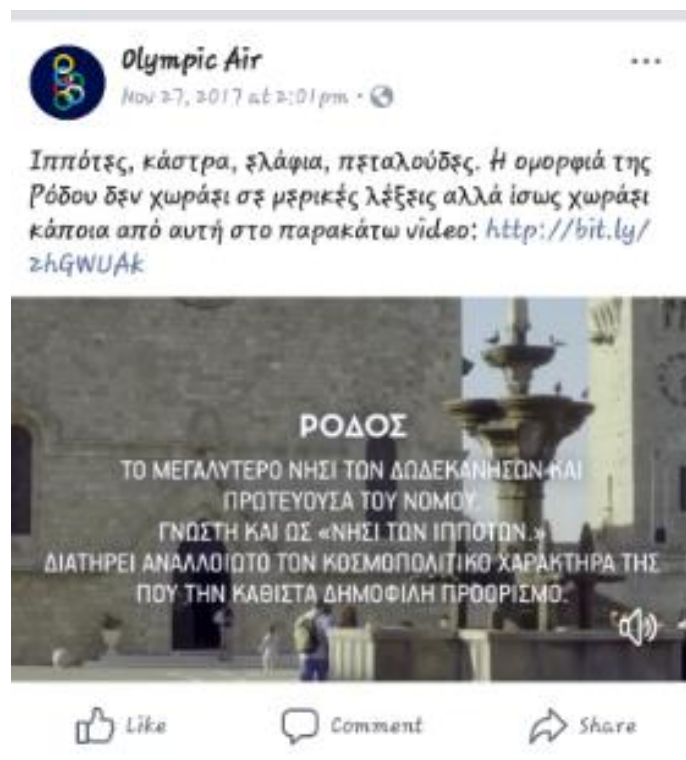 Olympic Air
Nov 27, 2017 at 2:01 pm
Ιππότες, κάστρα, ελάφια, πεταλούδες. Η ομορφιά της
Ρόδου δεν χωράει σε μερικές λέξεις αλλά ίσως χωράει
κάποια από αυτή στο παρακάτω video: http://bit.ly/
2hGWUAk
ΡΟΔΟΣ
ΤΟ ΜΕΓΑΛΥΤΕΡΟ ΝΗΣΙ ΤΩΝ ΔΩΔΕΚΑΝΗΣΩΝ ΚΑΙ
ΠΡΩΤΕΥΟΥΣΑ ΤΟΥ ΝΟΜΟΥ.
ΓΝΩΣΤΗ ΚΑΙ ΩΣ «ΝΗΣΙ ΤΩΝ ΙΠΠΟΤΩΝ.»
ΔΙΑΤΗΡΕΙ ΑΝΑΛΛΟΙΩΤΟ ΤΟΝ ΚΟΣΜΟΠΟΛΙΤΙΚΟ ΧΑΡΑΚΤΗΡΑ ΤΗΣ
ΠΟΥ ΤΗΝ ΚΑΘΙΣΤΑ ΔΗΜΟΦΙΛΗ ΠΡΟΟΡΙΣΜΟ.
Like Comment Share